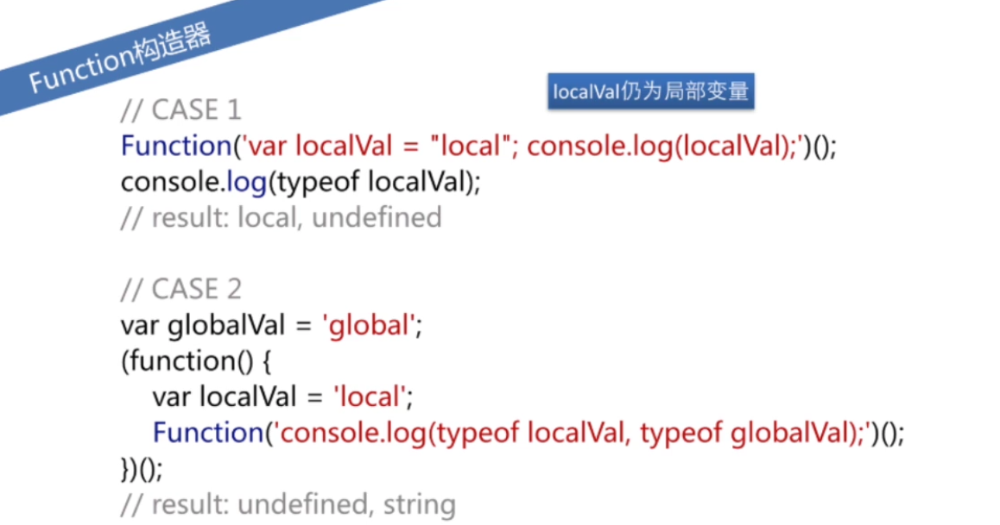 Function构造器
localVal仍为局部变量
// CASE 1
Function('var localVal = "local"; console.log(localVal);')();
console.log(typeof localVal);
// result: local, undefined
// CASE 2
var globalVal = 'global';
(function() {
var localVal = 'local';
Function('console.log(typeof localVal, typeof globalVal);')();
})();
// result: undefined, string